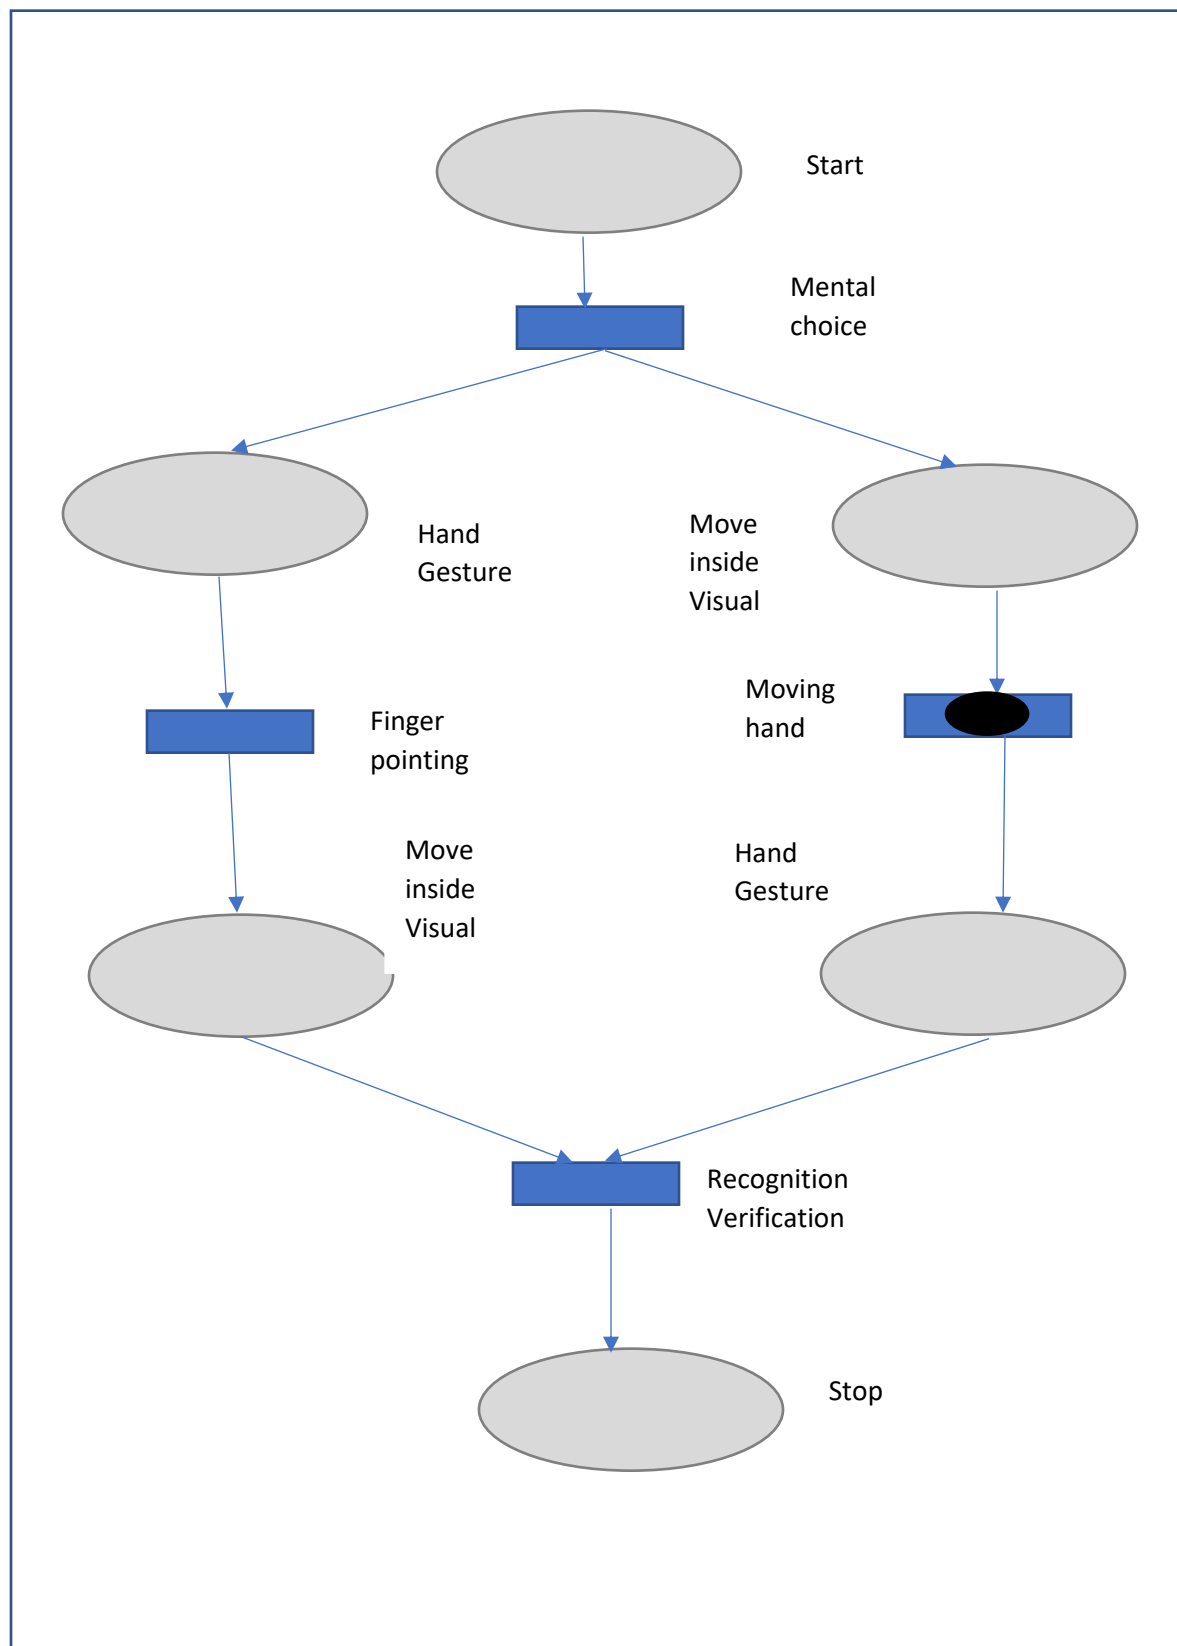 Start
Mental
choice
Hand
Gesture
Move
inside
Visual
Finger
pointing
Moving
hand
Move
inside
Visual
Hand
Gesture
Recognition
Verification
Stop